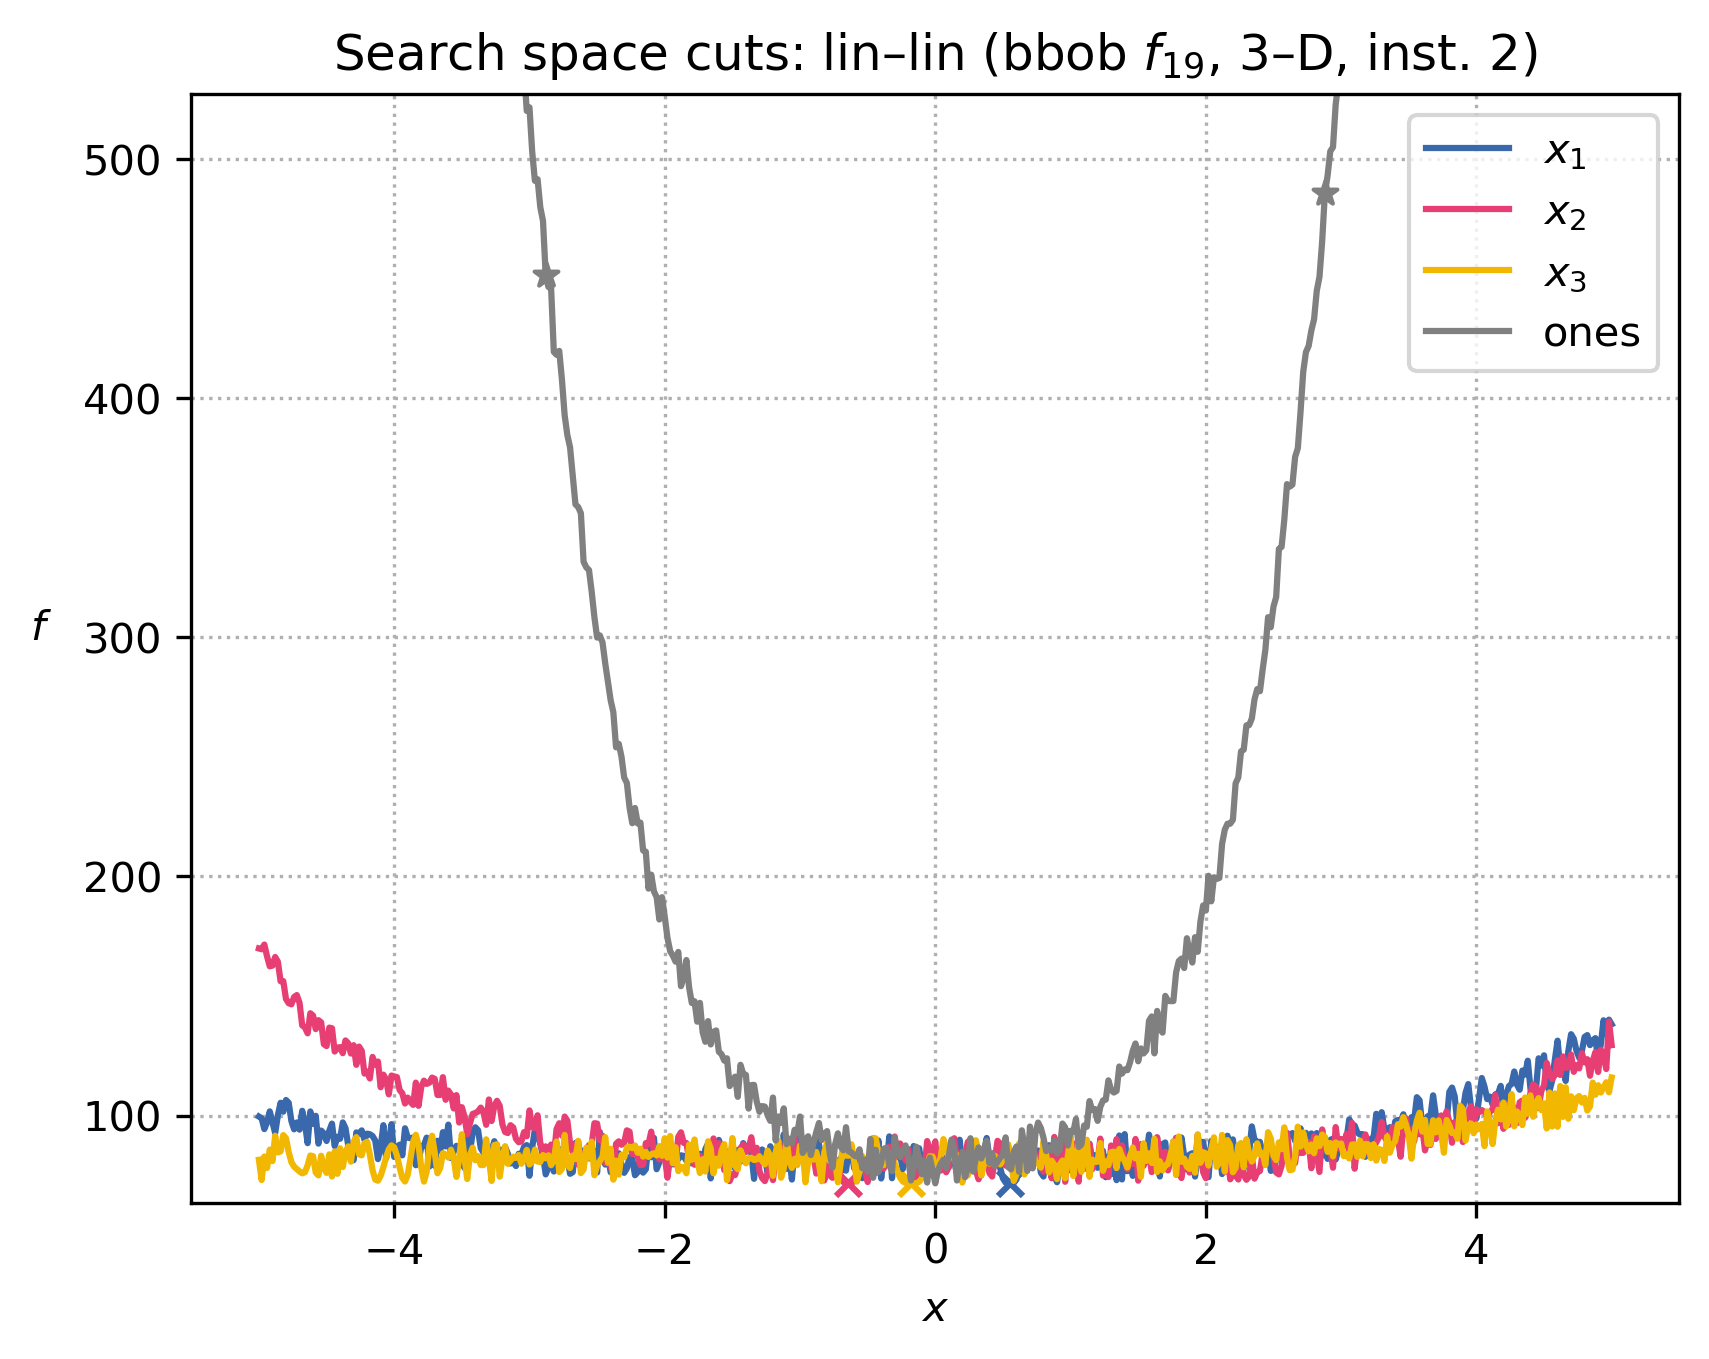 Search space cuts: lin–lin (bbob f₁₉, 3–D, inst. 2)
500
400
300
200
100
f
−4
−2
0
2
4
x
x₁
x₂
x₃
ones